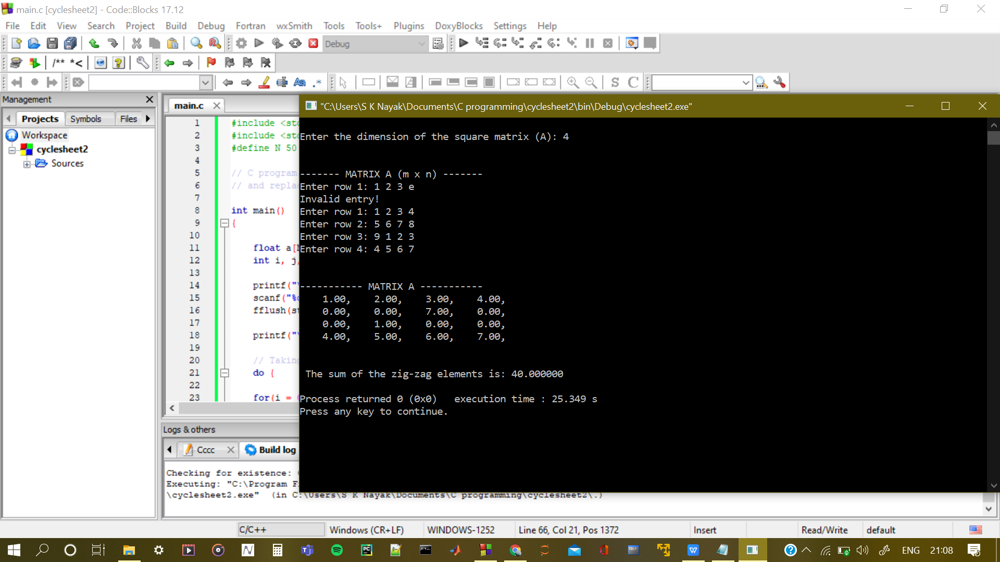 main.c [cyclesheet2] - Code::Blocks 17.12
File Edit View Search Project Build Debug Fortran wxSmith Tools Tools+ Plugins DoxyBlocks Settings Help
Debug
/** *<
Aa .* S C
Management
main.c
"C:\Users\S K Nayak\Documents\C programming\cyclesheet2\bin\Debug\cyclesheet2.exe"
Projects Symbols Files
Workspace
cyclesheet2
Sources
1 #include <std
2 #include <std
3 #define N 50
4
5 // C program
6 // and repla
7
8 int main()
9 {
10
11 float a[
12 int i, j,
13
14 printf("\
15 scanf("%
16 fflush(st
17
18 printf("\
19
20 // Taking
21 do {
22
23 for(i =
Enter the dimension of the square matrix (A): 4
------- MATRIX A (m x n) -------
Enter row 1: 1 2 3 e
Invalid entry!
Enter row 1: 1 2 3 4
Enter row 2: 5 6 7 8
Enter row 3: 9 1 2 3
Enter row 4: 4 5 6 7
----------- MATRIX A -----------
1.00, 2.00, 3.00, 4.00,
0.00, 0.00, 7.00, 0.00,
0.00, 1.00, 0.00, 0.00,
4.00, 5.00, 6.00, 7.00,
The sum of the zig-zag elements is: 40.000000
Process returned 0 (0x0) execution time : 25.349 s
Press any key to continue.
Logs & others
Cccc Build log
Checking for existence:
Executing: "C:\Program F
\cyclesheet2.exe" (in C:\Users\S K Nayak\Documents\C programming\cyclesheet2\.)
C/C++ Windows (CR+LF) WINDOWS-1252 Line 66, Col 21, Pos 1372 Insert Read/Write default
ENG 21:08